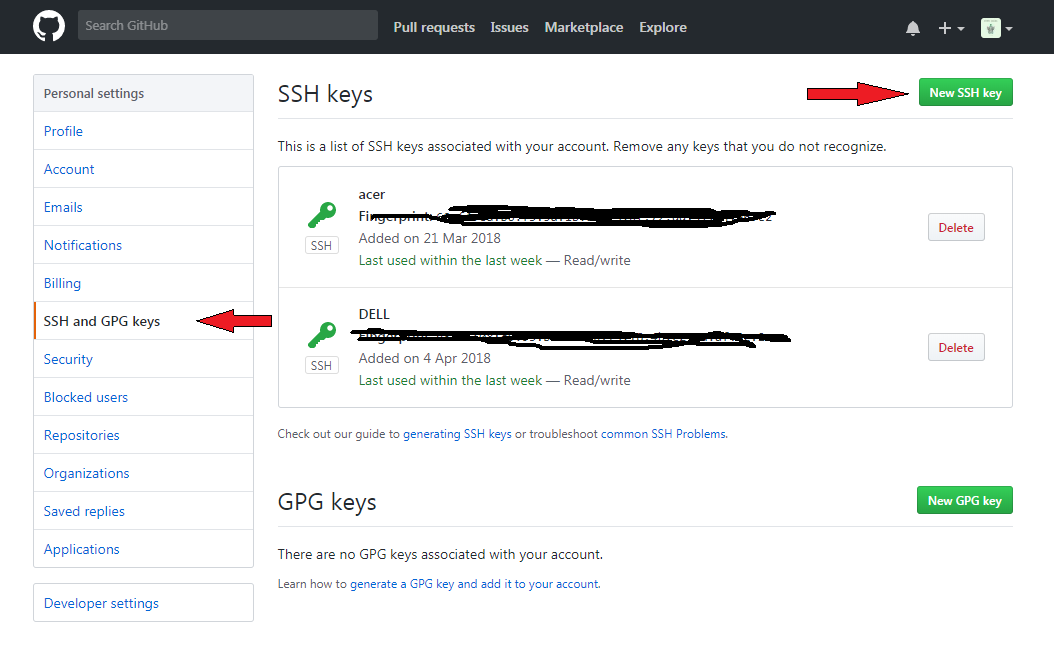 Search GitHub
Pull requests Issues Marketplace Explore
Personal settings
Profile
Account
Emails
Notifications
Billing
SSH and GPG keys
Security
Blocked users
Repositories
Organizations
Saved replies
Applications
Developer settings
SSH keys
New SSH key
This is a list of SSH keys associated with your account. Remove any keys that you do not recognize.
SSH
acer
Fingerprint:
Added on 21 Mar 2018
Last used within the last week — Read/write
Delete
SSH
DELL
Added on 4 Apr 2018
Last used within the last week — Read/write
Delete
Check out our guide to generating SSH keys or troubleshoot common SSH Problems.
GPG keys
New GPG key
There are no GPG keys associated with your account.
Learn how to generate a GPG key and add it to your account.